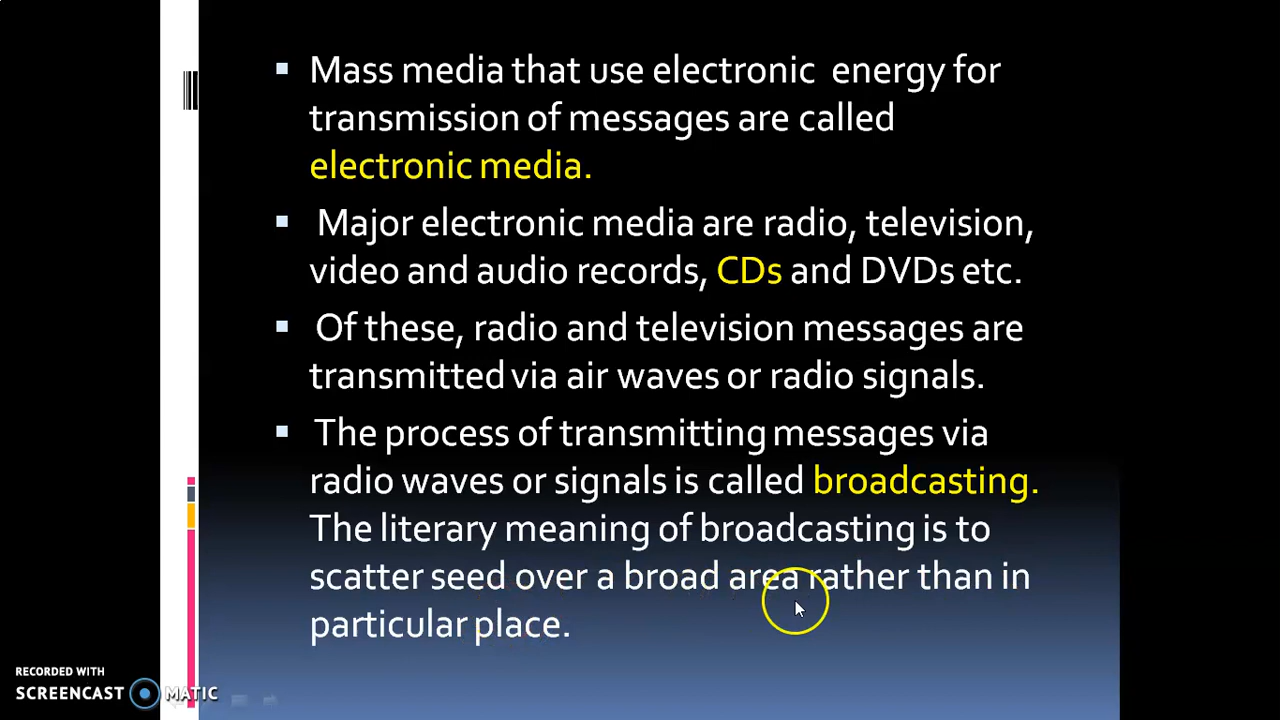 ▪ Mass media that use electronic energy for
transmission of messages are called
electronic media.
▪ Major electronic media are radio, television,
video and audio records, CDs and DVDs etc.
▪ Of these, radio and television messages are
transmitted via air waves or radio signals.
▪ The process of transmitting messages via
radio waves or signals is called broadcasting.
The literary meaning of broadcasting is to
scatter seed over a broad area rather than in
particular place.
RECORDED WITH
SCREENCAST MATIC